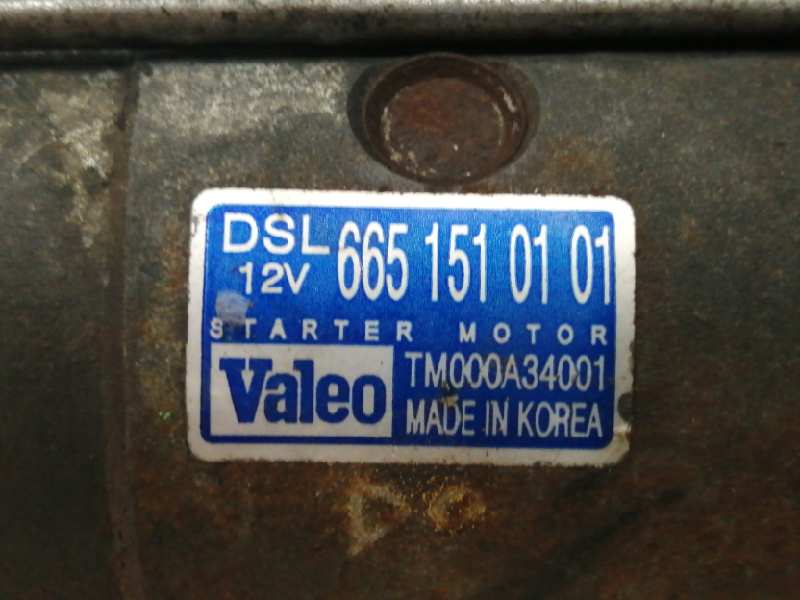 DSL 665 151 01 01
12V
STARTER MOTOR
Valeo TM000A34001
MADE IN KOREA